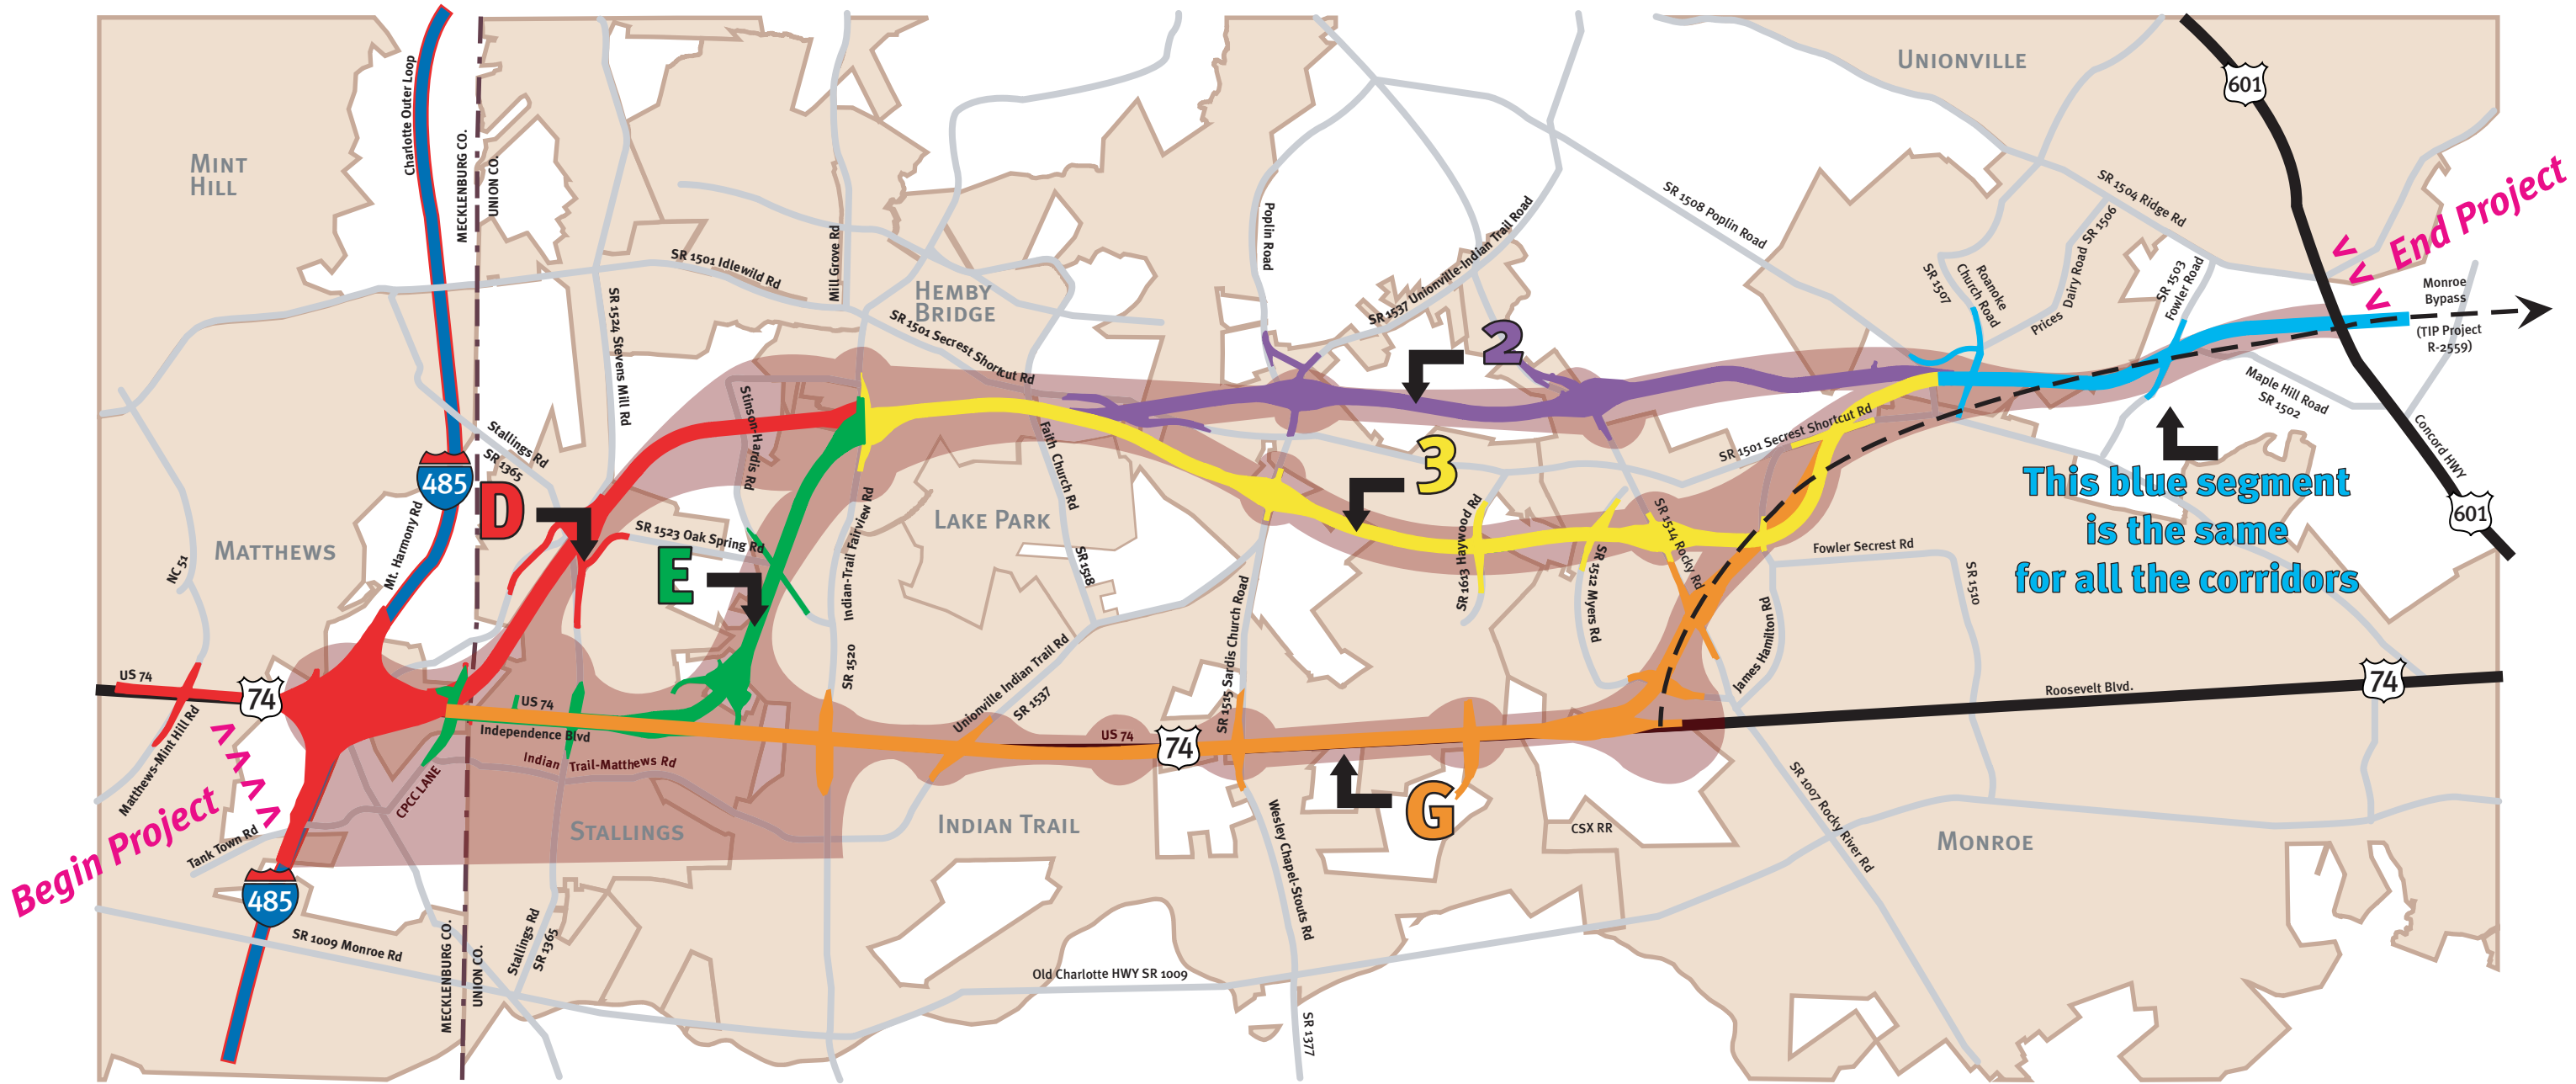 MINT
HILL
Charlotte Outer Loop
MECKLENBURG CO.
UNION CO.
UNIONVILLE
601
SR 1504 Ridge Rd
SR 1508 Poplin Road
Prices Dairy Road SR 1506
SR 1507
Roanoke
Church Road
SR 1503
Fowler Road
End Project
Monroe
Bypass
(TIP Project
R-2559)
Maple Hill Road
SR 1502
Concord HWY
601
SR 1501 Idlewild Rd
Mill Grove Rd
HEMBY
BRIDGE
SR 1501 Secrest Shortcut Rd
Poplin Road
SR 1537 Unionville-Indian Trail Road
2
3
SR 1524 Stevens Mill Rd
Stinson-Hardis Rd
Stallings Rd
SR 1365
485
D
MATTHEWS
NC 51
Mt. Harmony Rd
SR 1523 Oak Spring Rd
E
Indian-Trail Fairview Rd
SR 1520
LAKE PARK
Faith Church Rd
SR 1518
SR 1501 Secrest Shortcut Rd
SR 1613 Haywood Rd
SR 1512 Myers Rd
SR 1514 Rocky Rd
Fowler Secrest Rd
SR 1510
James Hamilton Rd
This blue segment
is the same
for all the corridors
US 74
74
Matthews-Mint Hill Rd
US 74
Independence Blvd
Indian Trail-Matthews Rd
CPCC LANE
Unionville Indian Trail Rd
SR 1537
US 74
74
SR 1515 Sardis Church Road
Roosevelt Blvd.
74
Begin Project
Tank Town Rd
485
STALLINGS
INDIAN TRAIL
G
Wesley Chapel-Stouts Rd
CSX RR
SR 1007 Rocky River Rd
MONROE
SR 1009 Monroe Rd
MECKLENBURG CO.
UNION CO.
Stallings Rd
SR 1365
Old Charlotte HWY SR 1009
SR 1377